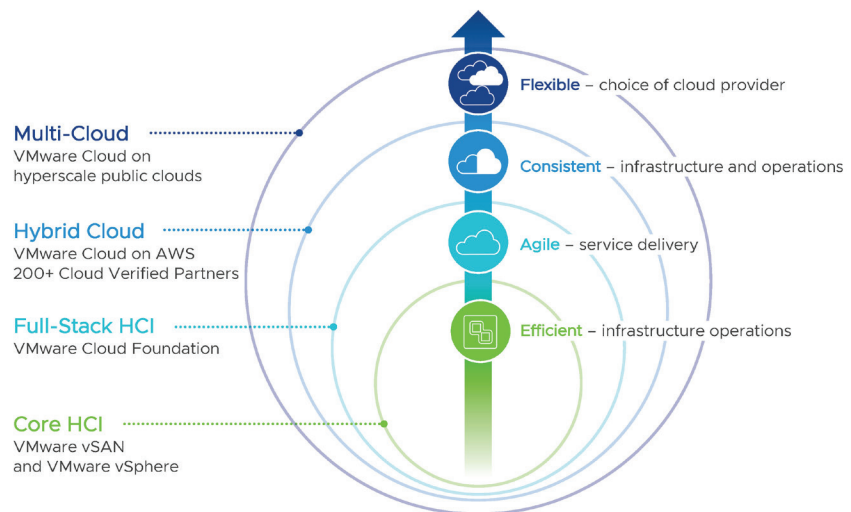 Flexible – choice of cloud provider
Multi-Cloud
VMware Cloud on
hyperscale public clouds
Consistent – infrastructure and operations
Hybrid Cloud
VMware Cloud on AWS
200+ Cloud Verified Partners
Agile – service delivery
Full-Stack HCI
VMware Cloud Foundation
Efficient – infrastructure operations
Core HCI
VMware vSAN
and VMware vSphere